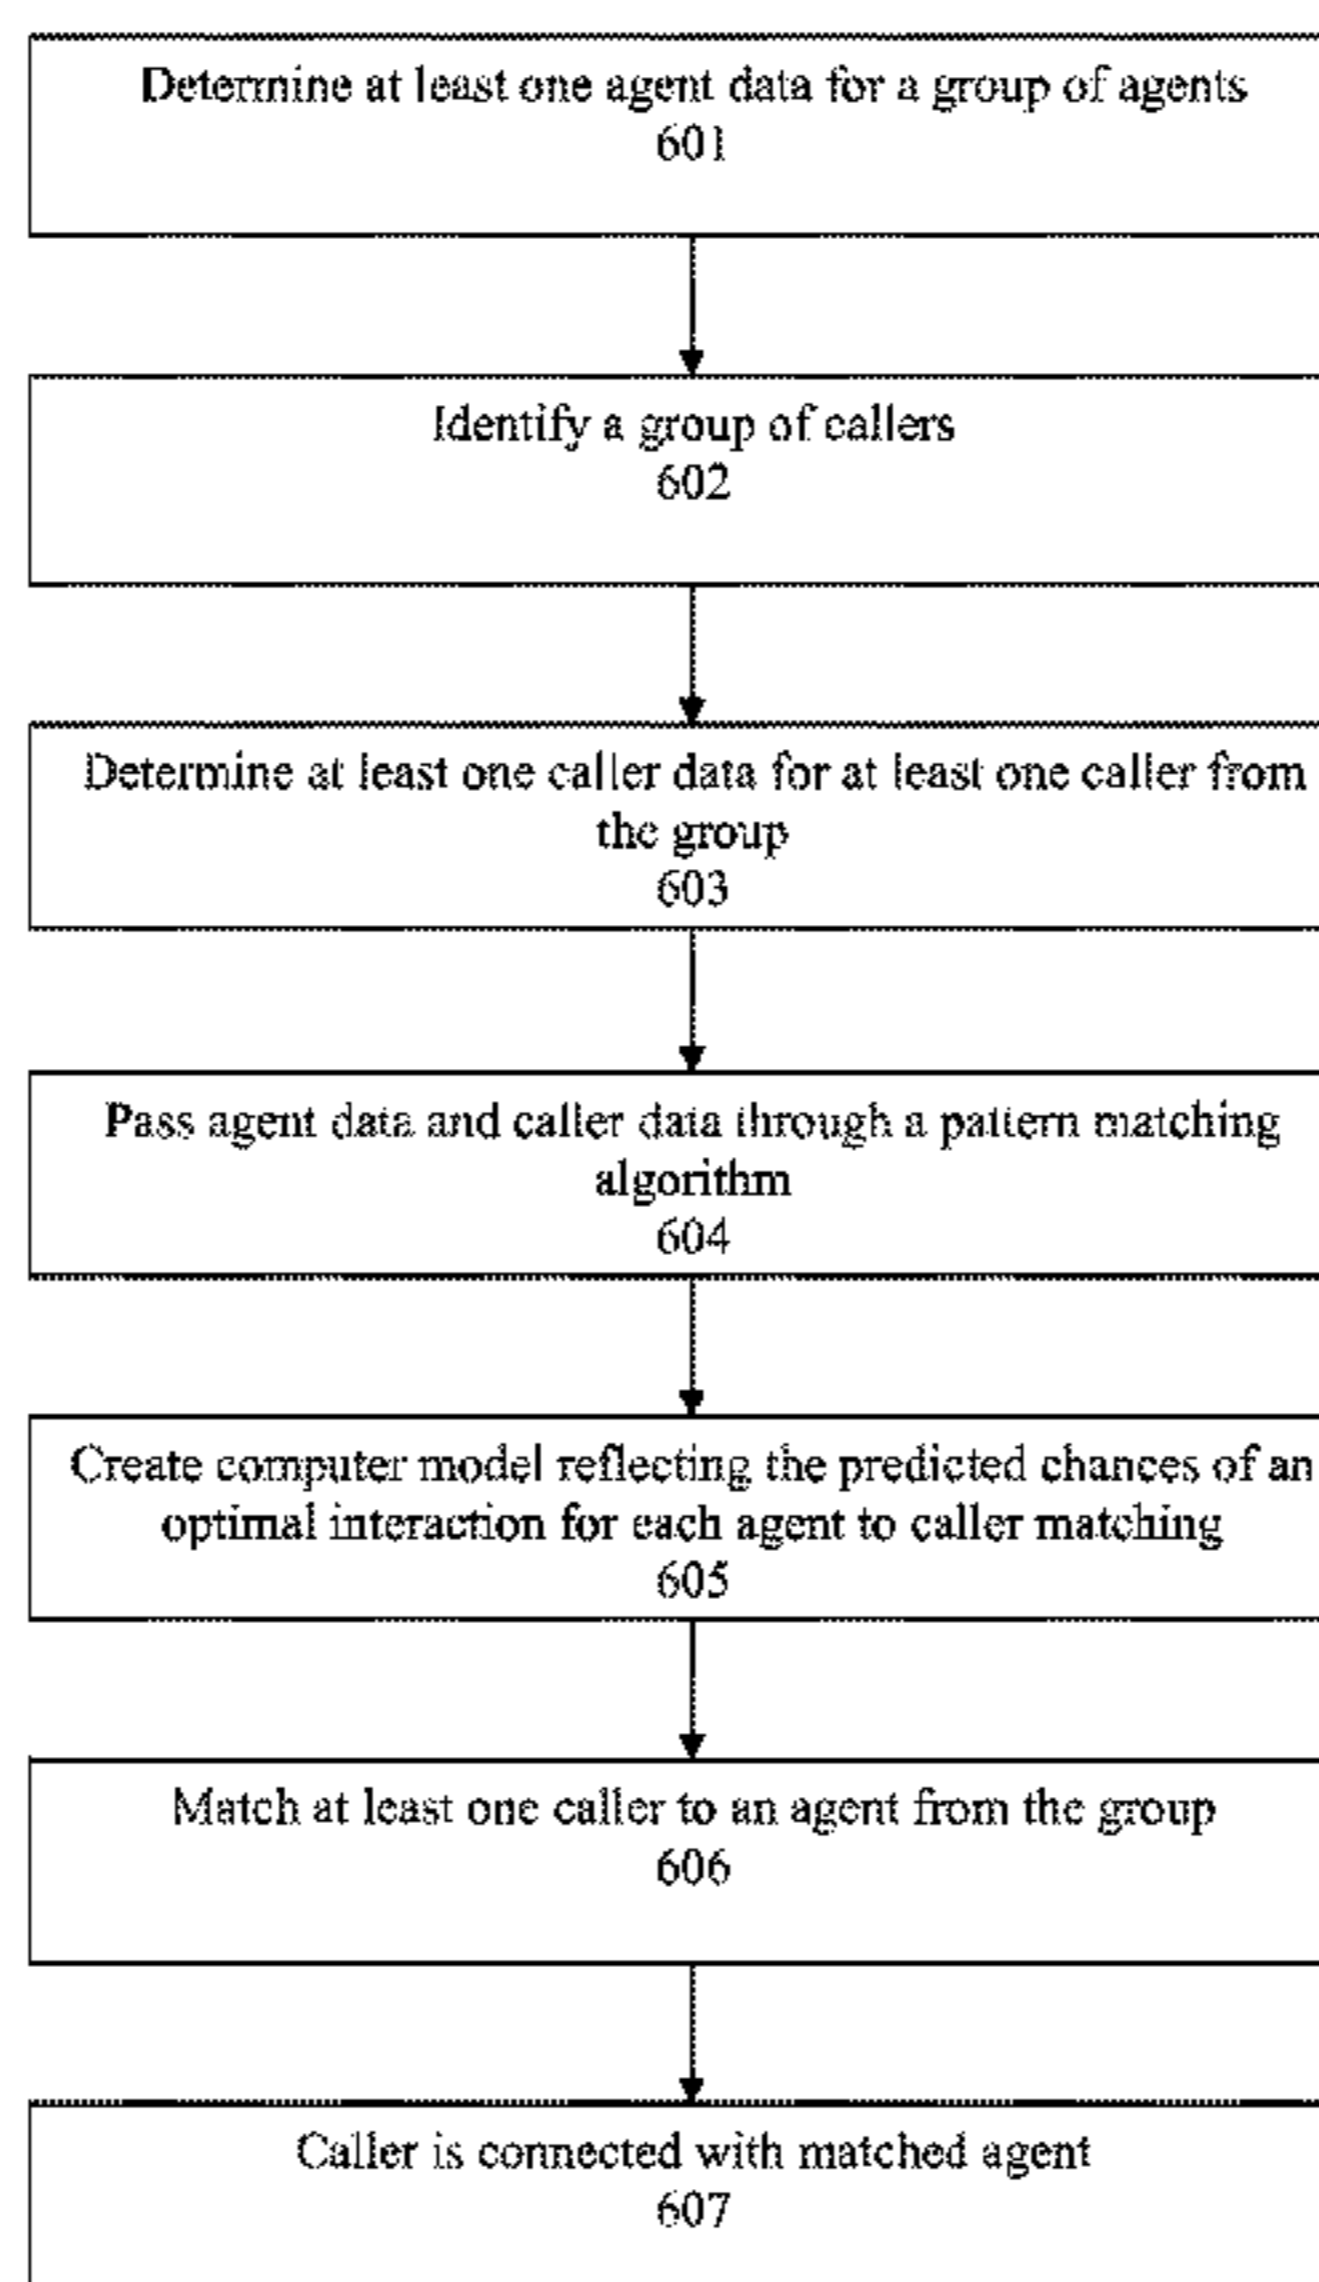 Determine at least one agent data for a group of agents
601
Identify a group of callers
602
Determine at least one caller data for at least one caller from
the group
603
Pass agent data and caller data through a pattern matching
algorithm
604
Create computer model reflecting the predicted chances of an
optimal interaction for each agent to caller matching
605
Match at least one caller to an agent from the group
606
Caller is connected with matched agent
607